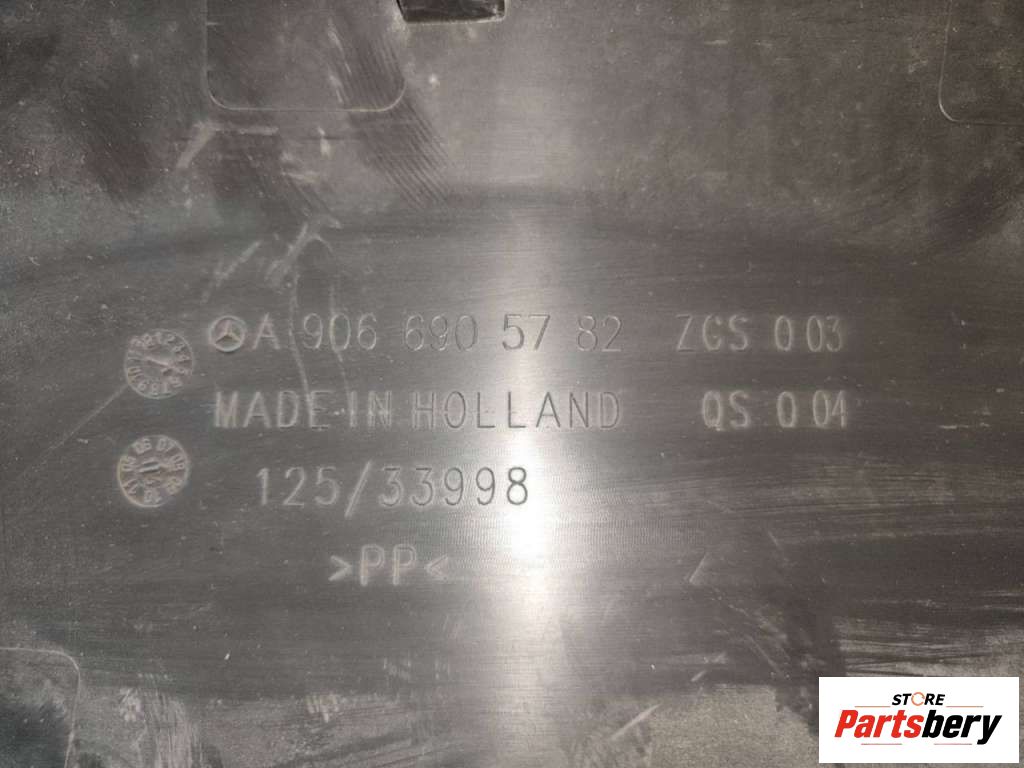 A 906 690 57 82 ZGS 003
MADE IN HOLLAND QS 004
125/33998
>PP<
STORE
Partsbery